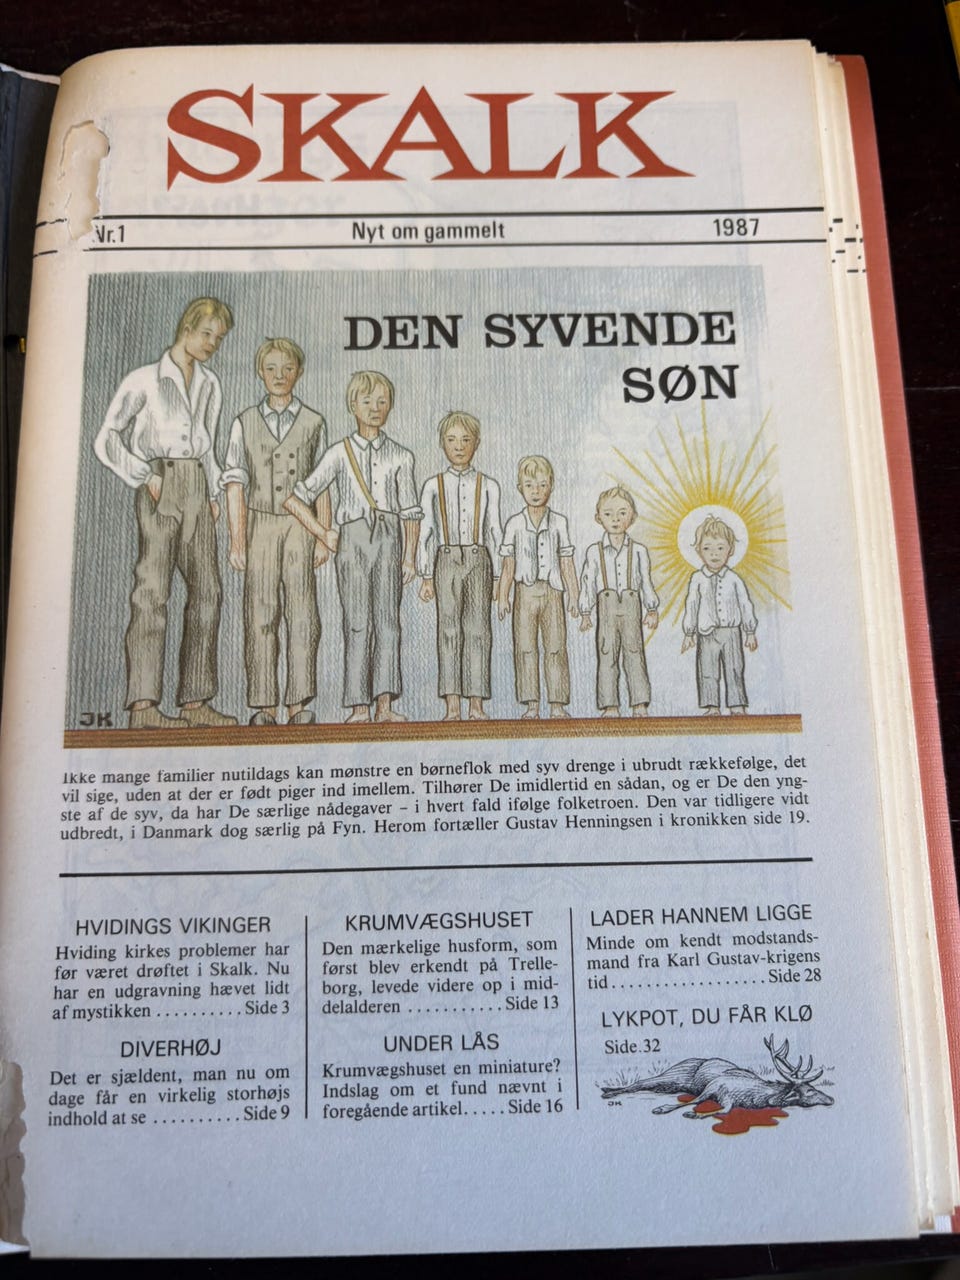 SKALK
Nr.1 Nyt om gammelt 1987
DEN SYVENDE
SØN
JK
Ikke mange familier nutildags kan mønstre en børneflok med syv drenge i ubrudt rækkefølge, det
vil sige, uden at der er født piger ind imellem. Tilhører De imidlertid en sådan, og er De den yng-
ste af de syv, da har De særlige nådegaver – i hvert fald ifølge folketroen. Den var tidligere vidt
udbredt, i Danmark dog særlig på Fyn. Herom fortæller Gustav Henningsen i kronikken side 19.
HVIDINGS VIKINGER
Hviding kirkes problemer har
før været drøftet i Skalk. Nu
har en udgravning hævet lidt
af mystikken .......... Side 3
DIVERHØJ
Det er sjældent, man nu om
dage får en virkelig storhøjs
indhold at se .......... Side 9
KRUMVÆGSHUSET
Den mærkelige husform, som
først blev erkendt på Trelle-
borg, levede videre op i mid-
delalderen ........... Side 13
UNDER LÅS
Krumvægshuset en miniature?
Indslag om et fund nævnt i
foregående artikel..... Side 16
LADER HANNEM LIGGE
Minde om kendt modstands-
mand fra Karl Gustav-krigens
tid ................. Side 28
LYKPOT, DU FÅR KLØ
Side 32
JK